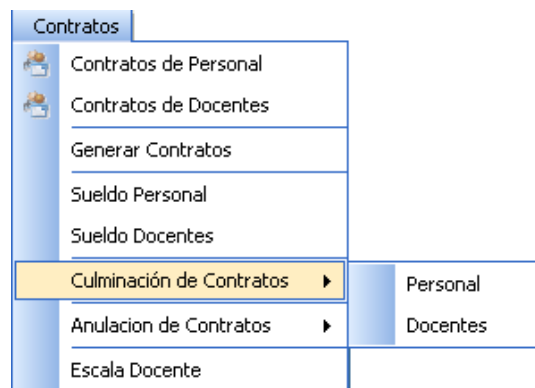 Contratos
Contratos de Personal
Contratos de Docentes
Generar Contratos
Sueldo Personal
Sueldo Docentes
Culminación de Contratos
Personal
Anulacion de Contratos
Docentes
Escala Docente